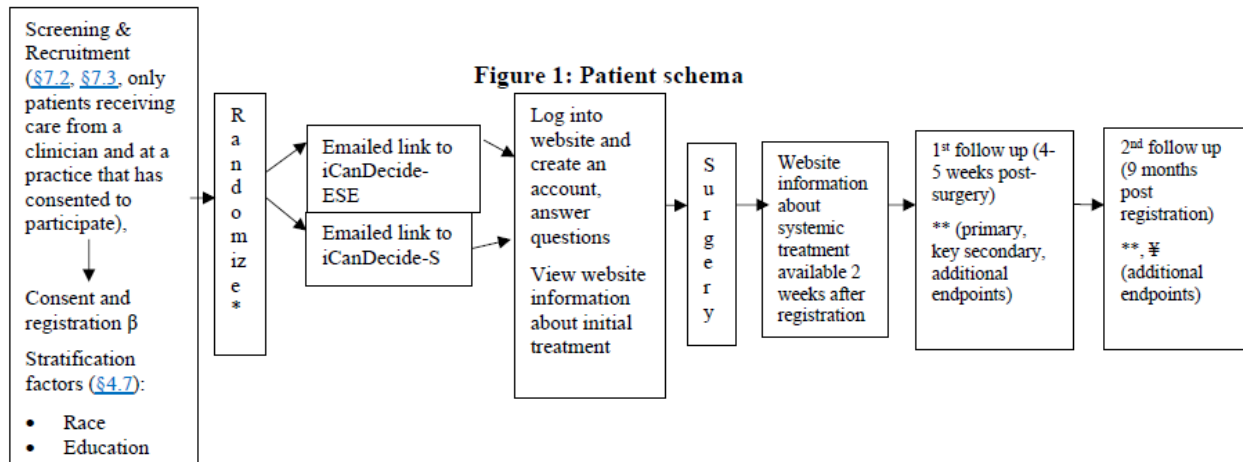 Figure 1: Patient schema
Screening &
Recruitment
(§7.2, §7.3, only
patients receiving
care from a
clinician and at a
practice that has
consented to
participate),
Consent and
registration β
Stratification
factors (§4.7):
• Race
• Education
R
a
n
d
o
m
iz
e
*
Emailed link to
iCanDecide-
ESE
Emailed link to
iCanDecide-S
Log into
website and
create an
account,
answer
questions
View website
information
about initial
treatment
S
u
r
g
e
r
y
Website
information
about
systemic
treatment
available 2
weeks after
registration
1st follow up (4-
5 weeks post-
surgery)
** (primary,
key secondary,
additional
endpoints)
2nd follow up
(9 months
post
registration)
**, ¥
(additional
endpoints)